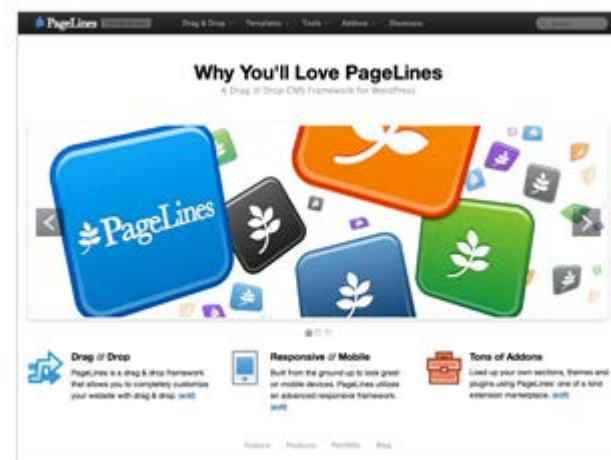 PageLines
Drag & Drop Templates Tools Addons Showcase
Why You'll Love PageLines
A Drag & Drop CMS Framework for WordPress
PageLines
Drag & Drop
PageLines is a drag & drop framework
that allows you to completely customize
your website with drag & drop. (edit)
Responsive & Mobile
Built from the ground up to look great
on mobile devices. PageLines utilizes
an advanced responsive framework.
(edit)
Tons of Addons
Load up your own sections, themes and
plugins using PageLines' one of a kind
extension marketplace. (edit)
Feature Features Portfolio Blog